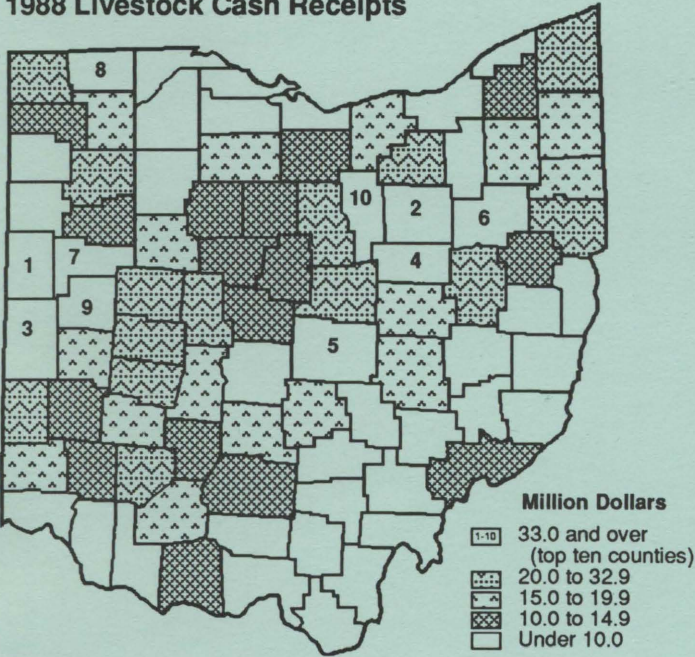 1988 Livestock Cash Receipts
8
10
2
6
1
7
4
9
3
5
Million Dollars
1-10 33.0 and over
(top ten counties)
20.0 to 32.9
15.0 to 19.9
10.0 to 14.9
Under 10.0